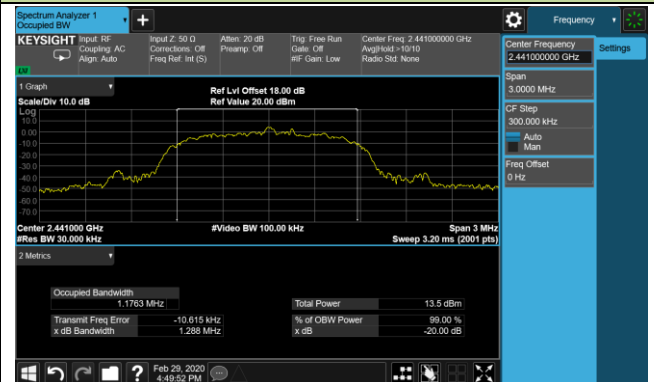 Spectrum Analyzer 1
Occupied BW
Frequency
KEYSIGHT
Input: RF
Coupling: AC
Align: Auto
Input Z: 50 Ω
Corrections: Off
Freq Ref: Int (S)
Atten: 20 dB
Preamp: Off
Trig: Free Run
Gate: Off
#IF Gain: Low
Center Freq: 2.441000000 GHz
Avg|Hold:>10/10
Radio Std: None
LXI
Center Frequency
2.441000000 GHz
Settings
Span
3.0000 MHz
CF Step
300.000 kHz
Auto
Man
Freq Offset
0 Hz
1 Graph
Scale/Div 10.0 dB
Ref Lvl Offset 18.00 dB
Ref Value 20.00 dBm
Log
10.0
0.00
-10.0
-20.0
-30.0
-40.0
-50.0
-60.0
-70.0
Center 2.441000 GHz
#Video BW 100.00 kHz
Span 3 MHz
#Res BW 30.000 kHz
Sweep 3.20 ms (2001 pts)
2 Metrics
Occupied Bandwidth
1.1763 MHz
Total Power 13.5 dBm
Transmit Freq Error -10.615 kHz
% of OBW Power 99.00 %
x dB Bandwidth 1.288 MHz
x dB -20.00 dB
?
Feb 29, 2020
4:49:52 PM